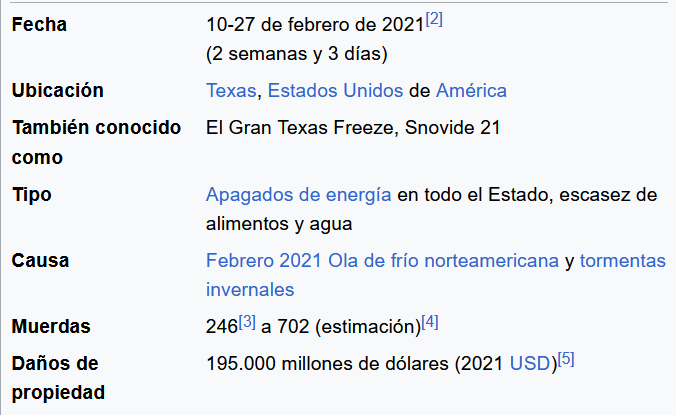 Fecha 10-27 de febrero de 2021[2]
(2 semanas y 3 días)
Ubicación Texas, Estados Unidos de América
También conocido El Gran Texas Freeze, Snovide 21
como
Tipo Apagados de energía en todo el Estado, escasez de
alimentos y agua
Causa Febrero 2021 Ola de frío norteamericana y tormentas
invernales
Muerdas 246[3] a 702 (estimación)[4]
Daños de 195.000 millones de dólares (2021 USD)[5]
propiedad